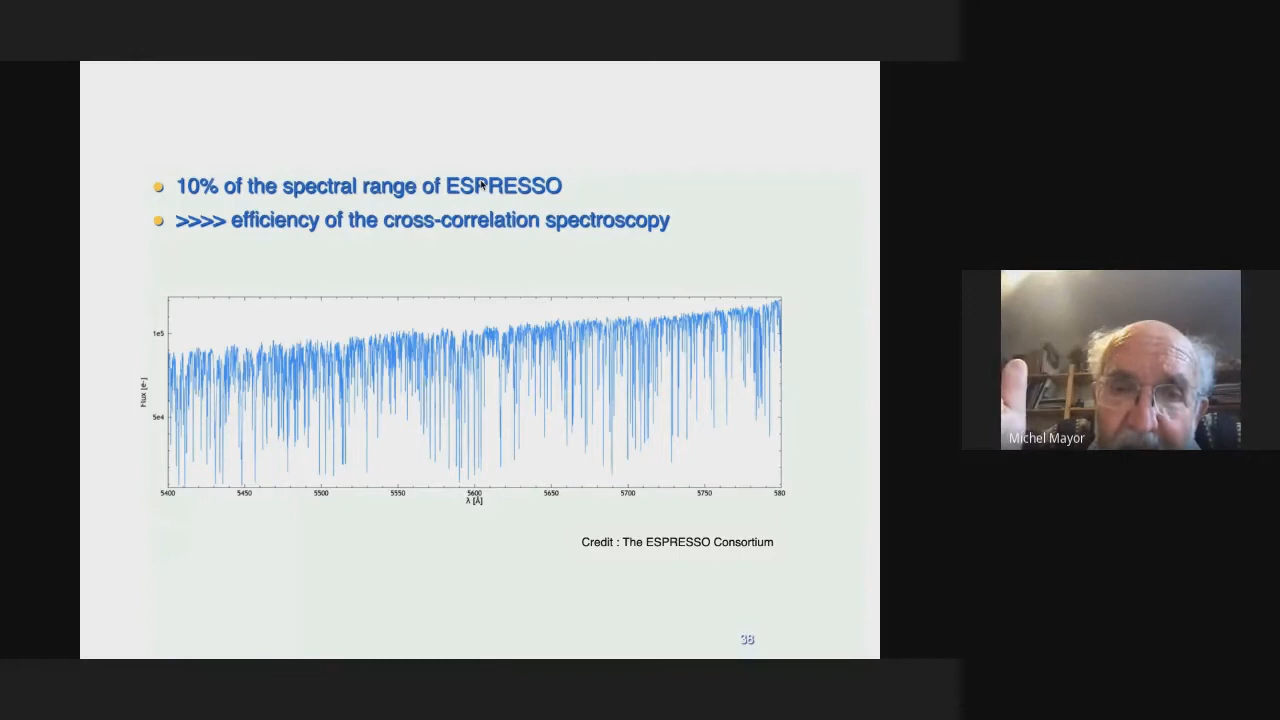 10% of the spectral range of ESPRESSO
>>>> efficiency of the cross-correlation spectroscopy
1e5
Flux [e-]
5e4
5400 5450 5500 5550 5600 5650 5700 5750 580
λ [Å]
Credit : The ESPRESSO Consortium
38
Michel Mayor